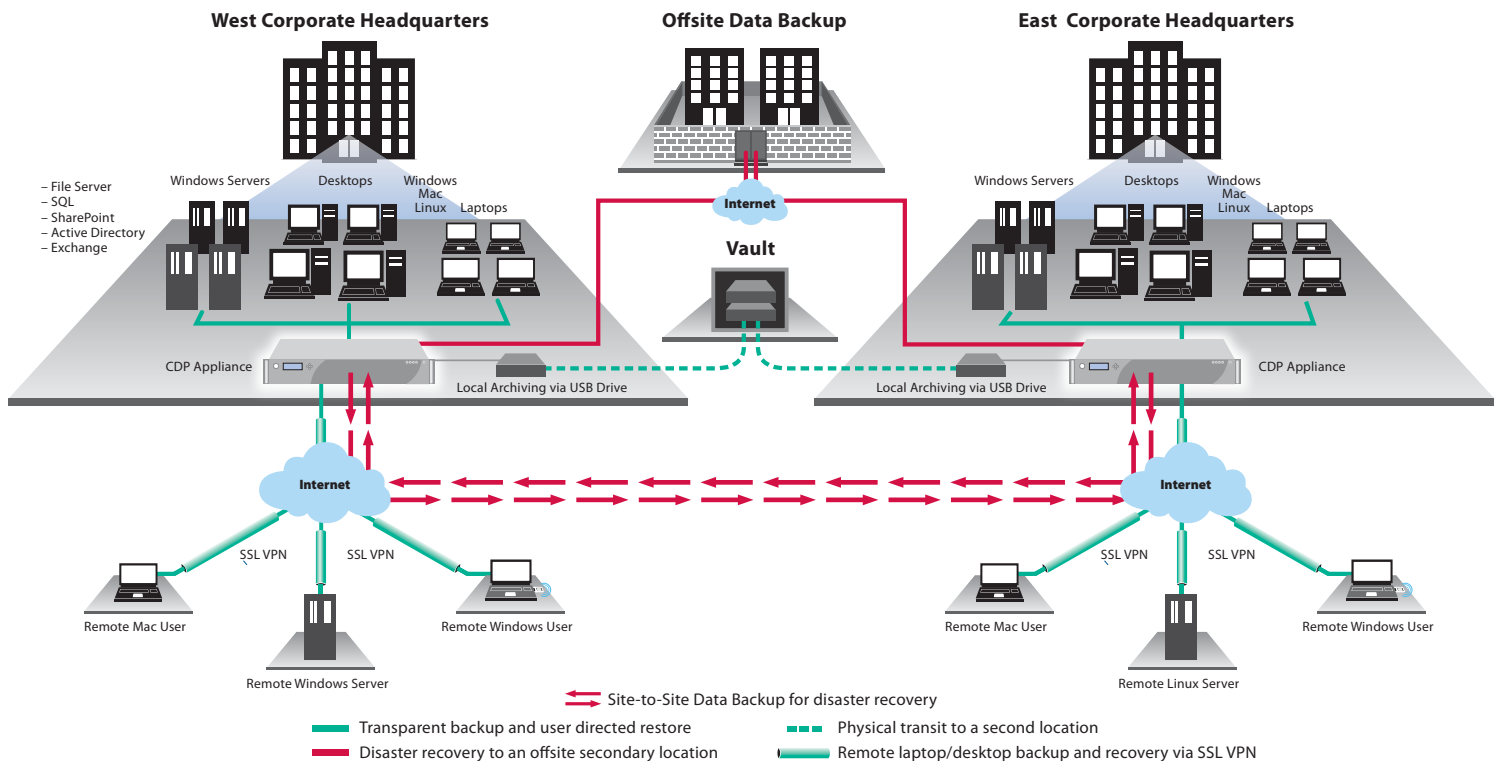 West Corporate Headquarters
Offsite Data Backup
East Corporate Headquarters
– File Server
– SQL
– SharePoint
– Active Directory
– Exchange
Windows Servers
Desktops
Windows
Mac
Linux
Laptops
Internet
Vault
Windows Servers
Desktops
Windows
Mac
Linux
Laptops
CDP Appliance
Local Archiving via USB Drive
Local Archiving via USB Drive
CDP Appliance
Internet
Internet
SSL VPN
SSL VPN
SSL VPN
SSL VPN
Remote Mac User
Remote Windows User
Remote Mac User
Remote Windows User
Remote Windows Server
Remote Linux Server
Site-to-Site Data Backup for disaster recovery
Transparent backup and user directed restore
Physical transit to a second location
Disaster recovery to an offsite secondary location
Remote laptop/desktop backup and recovery via SSL VPN